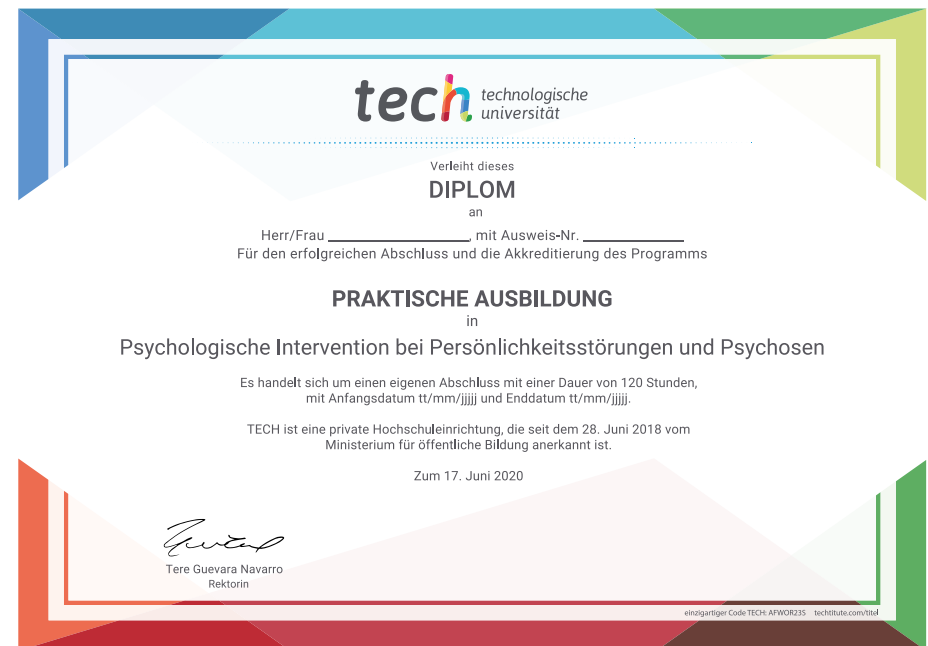 tech technologische
universität
Verleiht dieses
DIPLOM
an
Herr/Frau ____________________, mit Ausweis-Nr. ______________
Für den erfolgreichen Abschluss und die Akkreditierung des Programms
PRAKTISCHE AUSBILDUNG
in
Psychologische Intervention bei Persönlichkeitsstörungen und Psychosen
Es handelt sich um einen eigenen Abschluss mit einer Dauer von 120 Stunden,
mit Anfangsdatum tt/mm/jjjjj und Enddatum tt/mm/jjjjj.
TECH ist eine private Hochschuleinrichtung, die seit dem 28. Juni 2018 vom
Ministerium für öffentliche Bildung anerkannt ist.
Zum 17. Juni 2020
Tere Guevara Navarro
Rektorin
einzigartiger Code TECH: AFWOR23S techtitute.com/titel